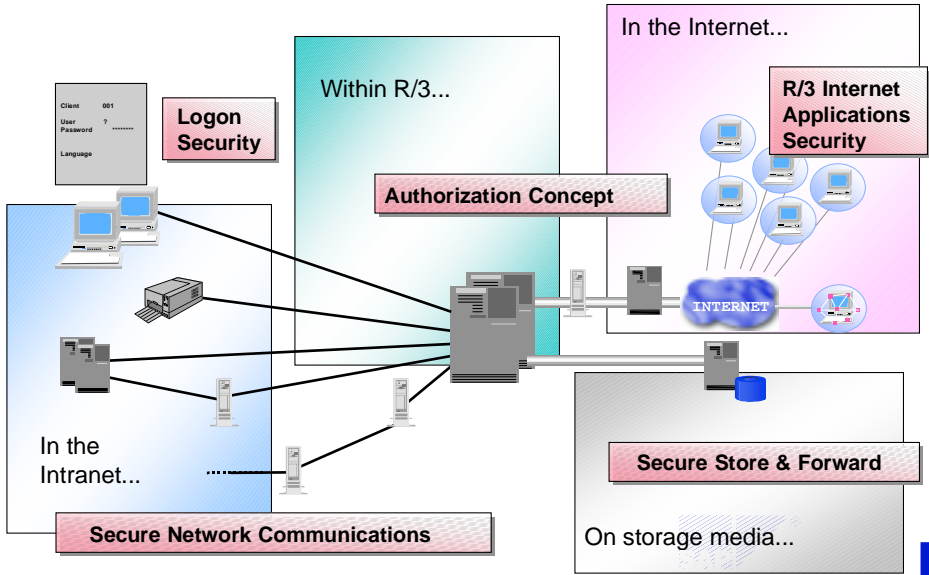 In the Internet...
Within R/3...
R/3 Internet
Applications
Security
Client 001
User ?
Password ********
Language
Logon
Security
Authorization Concept
INTERNET
In the
Intranet...
Secure Store & Forward
Secure Network Communications
On storage media...